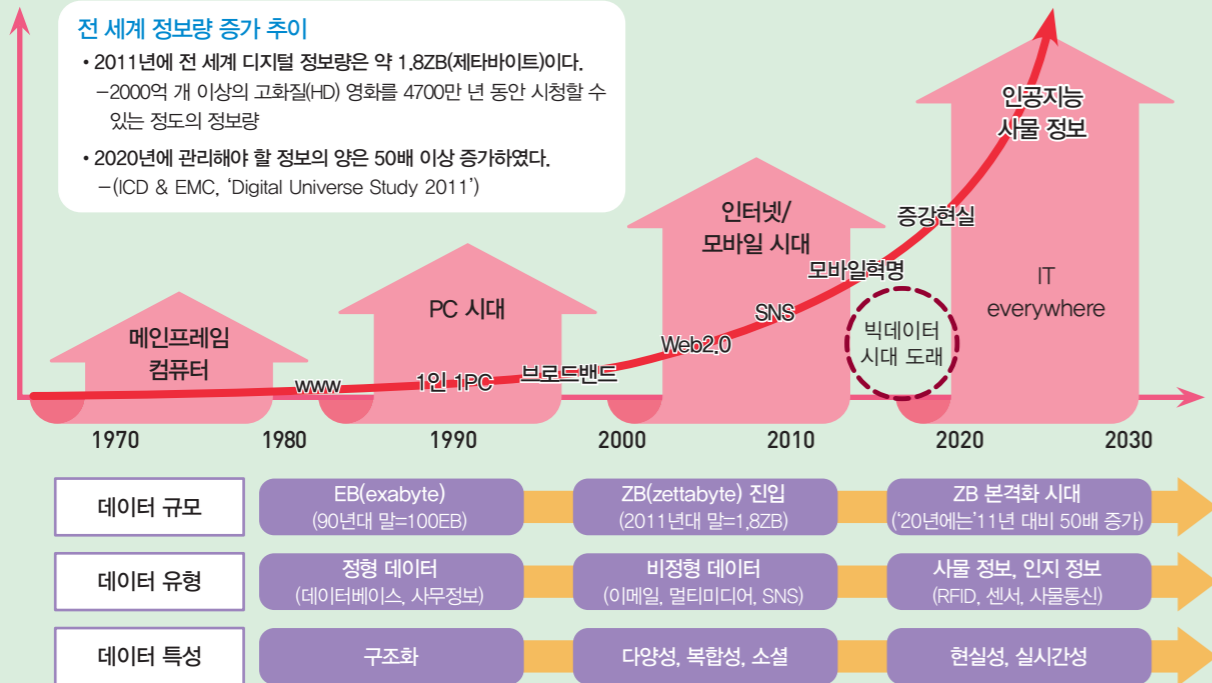 전 세계 정보량 증가 추이
• 2011년에 전 세계 디지털 정보량은 약 1.8ZB(제타바이트)이다.
–2000억 개 이상의 고화질(HD) 영화를 4700만 년 동안 시청할 수
있는 정도의 정보량
• 2020년에 관리해야 할 정보의 양은 50배 이상 증가하였다.
–(ICD & EMC, ‘Digital Universe Study 2011’)
메인프레임
컴퓨터
PC 시대
인터넷/
모바일 시대
인공지능
사물 정보
IT
everywhere
www
1인 1PC
브로드밴드
Web2.0
SNS
모바일혁명
증강현실
빅데이터
시대 도래
1970 1980 1990 2000 2010 2020 2030
데이터 규모
EB(exabyte)
(90년대 말=100EB)
ZB(zettabyte) 진입
(2011년대 말=1.8ZB)
ZB 본격화 시대
(‘20년에는’11년 대비 50배 증가)
데이터 유형
정형 데이터
(데이터베이스, 사무정보)
비정형 데이터
(이메일, 멀티미디어, SNS)
사물 정보, 인지 정보
(RFID, 센서, 사물통신)
데이터 특성
구조화
다양성, 복합성, 소셜
현실성, 실시간성